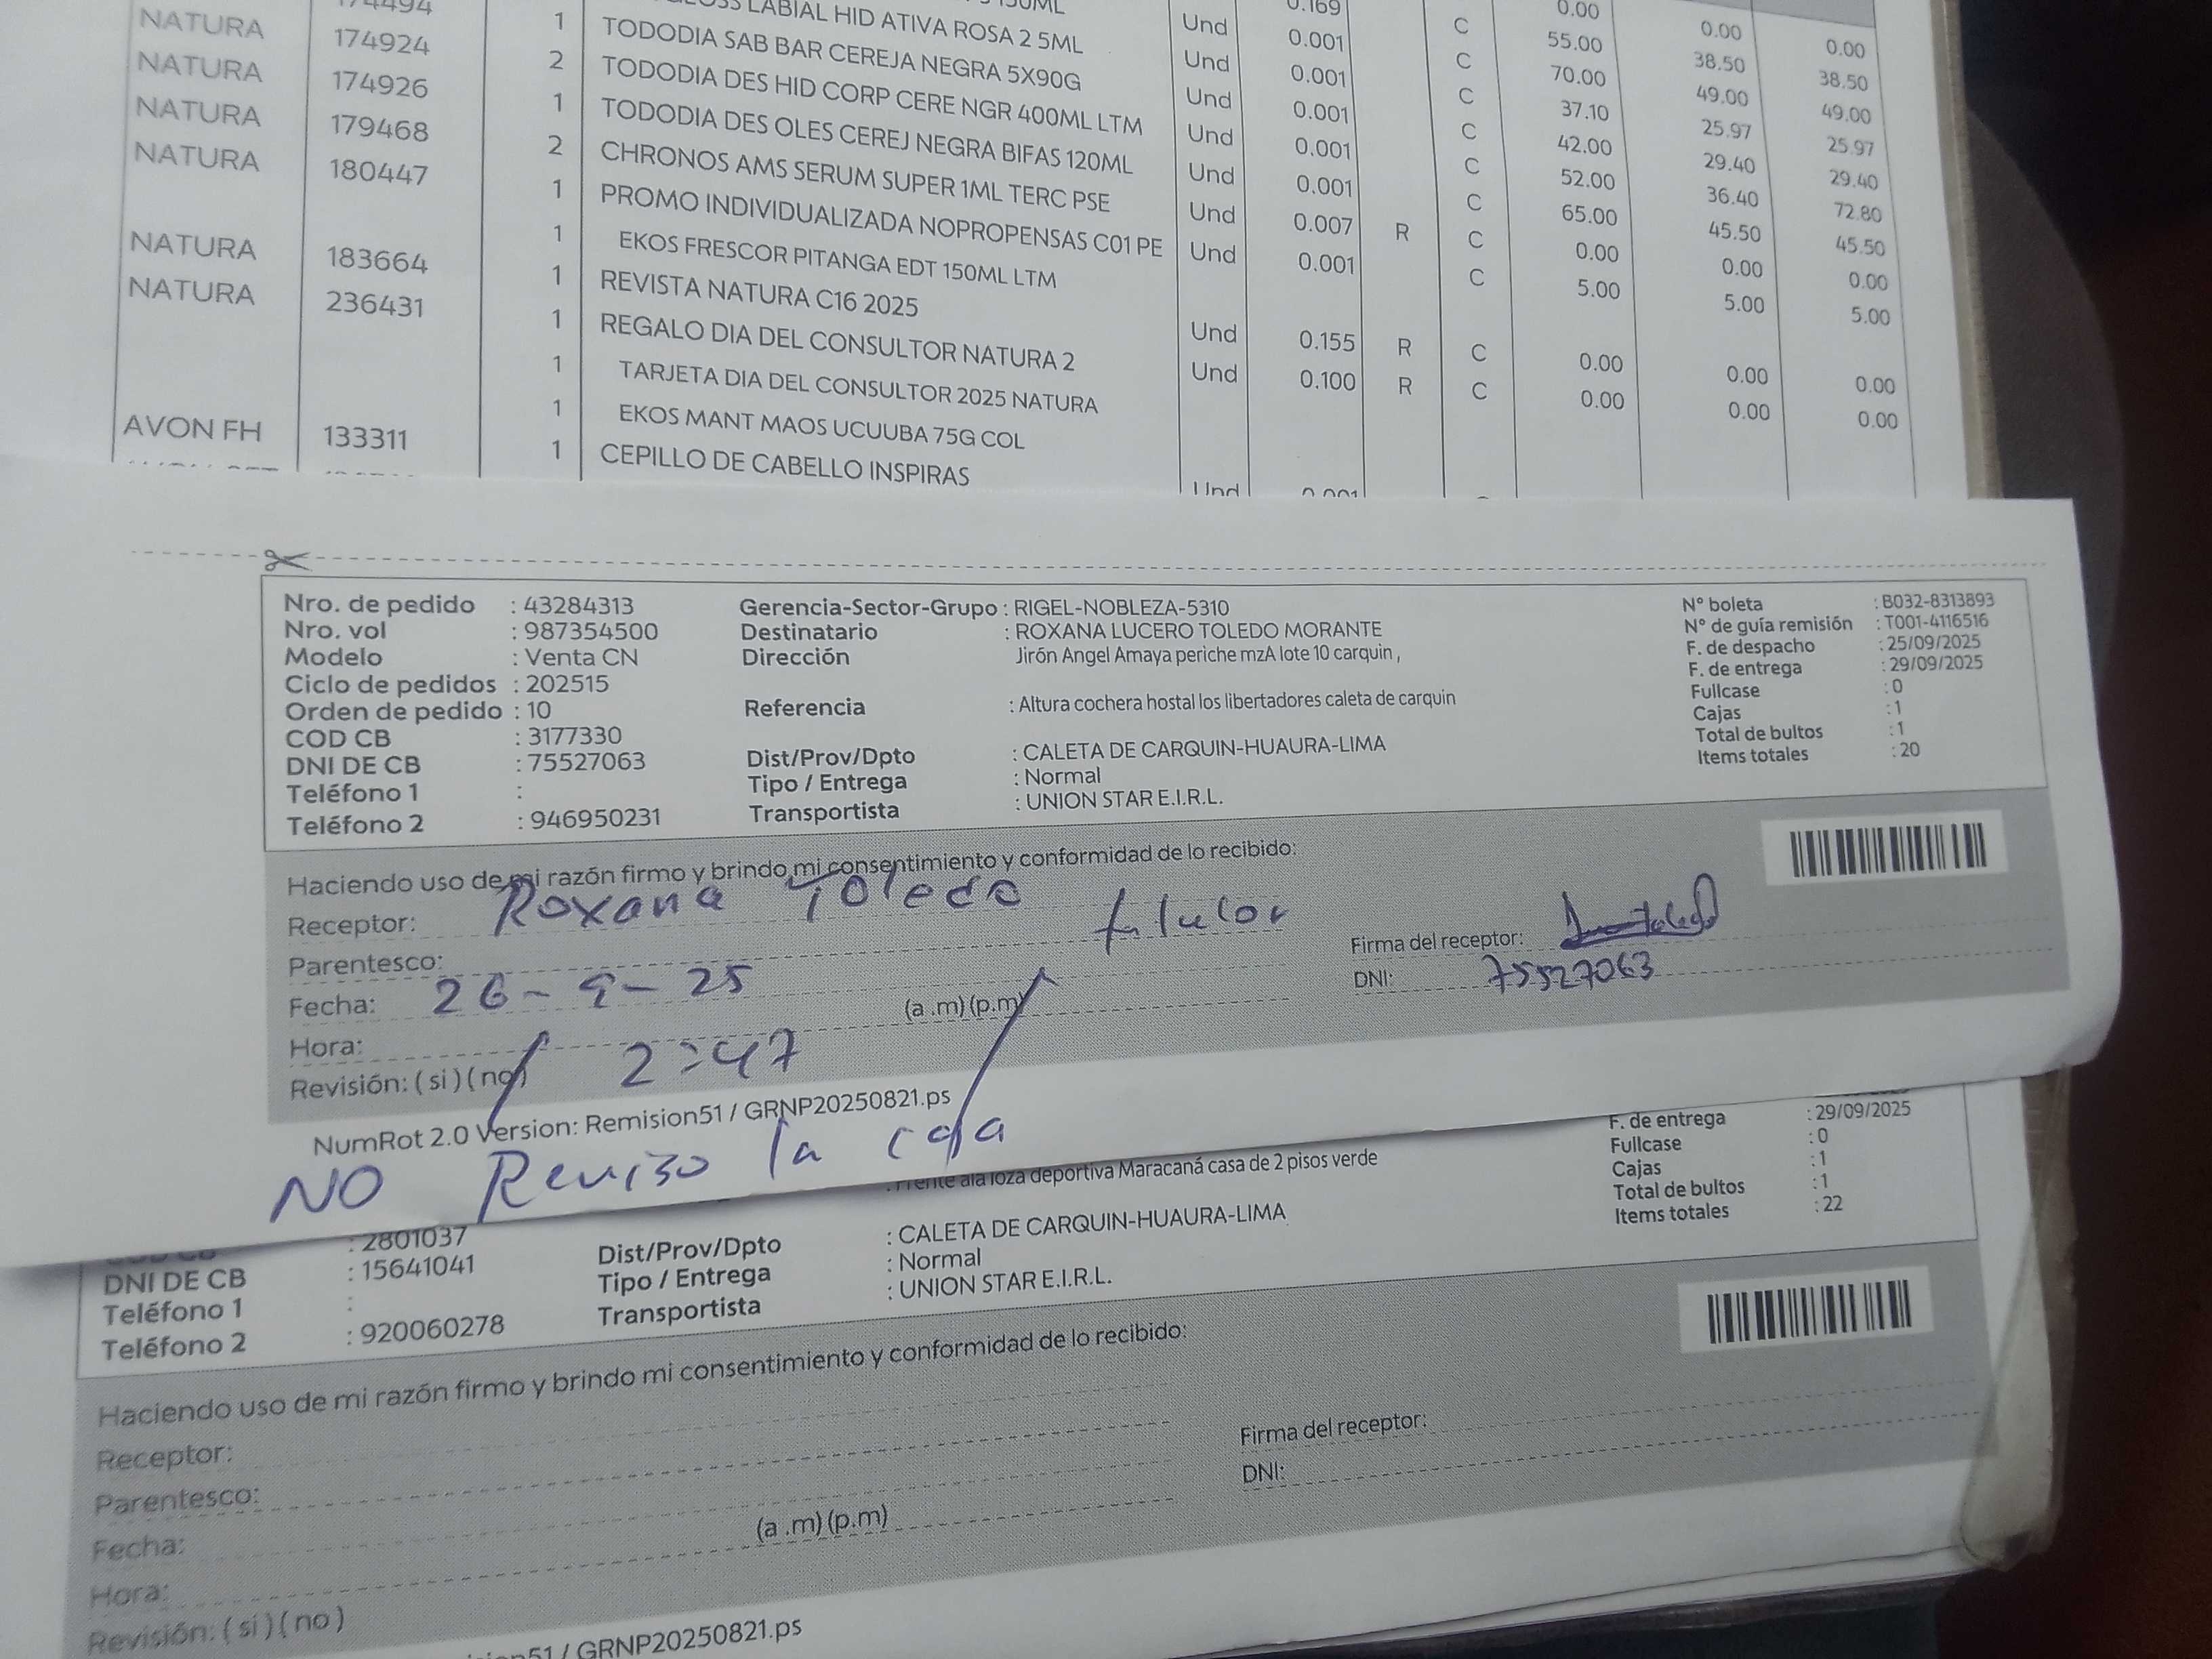 174494
NATURA 174924 1 LABIAL HID ATIVA ROSA 2 5ML Und 0.169 C 0.00 0.00 0.00
NATURA 174926 2 TODODIA SAB BAR CEREJA NEGRA 5X90G Und 0.001 C 55.00 38.50 38.50
NATURA 179468 1 TODODIA DES HID CORP CERE NGR 400ML LTM Und 0.001 C 70.00 49.00 49.00
NATURA 180447 2 TODODIA DES OLES CEREJ NEGRA BIFAS 120ML Und 0.001 C 37.10 25.97 25.97
1 CHRONOS AMS SERUM SUPER 1ML TERC PSE Und 0.001 C 42.00 29.40 29.40
1 PROMO INDIVIDUALIZADA NOPROPENSAS C01 PE Und 0.001 C 52.00 36.40 72.80
NATURA 183664 1 EKOS FRESCOR PITANGA EDT 150ML LTM Und 0.007 R C 65.00 45.50 45.50
NATURA 236431 1 REVISTA NATURA C16 2025 0.001 C 0.00 0.00 0.00
1 REGALO DIA DEL CONSULTOR NATURA 2 5.00 5.00 5.00
1 TARJETA DIA DEL CONSULTOR 2025 NATURA Und 0.155 R C 0.00 0.00 0.00
1 EKOS MANT MAOS UCUUBA 75G COL Und 0.100 R C 0.00 0.00 0.00
AVON FH 133311 1 CEPILLO DE CABELLO INSPIRAS
Und 0.001
Nro. de pedido : 43284313 Gerencia-Sector-Grupo : RIGEL-NOBLEZA-5310 N° boleta : B032-8313893
Nro. vol : 987354500 Destinatario : ROXANA LUCERO TOLEDO MORANTE N° de guía remisión : T001-4116516
Modelo : Venta CN Dirección Jirón Angel Amaya periche mzA lote 10 carquin , F. de despacho : 25/09/2025
Ciclo de pedidos : 202515 F. de entrega : 29/09/2025
Orden de pedido : 10 Referencia : Altura cochera hostal los libertadores caleta de carquin Fullcase : 0
COD CB : 3177330 Cajas : 1
DNI DE CB : 75527063 Dist/Prov/Dpto : CALETA DE CARQUIN-HUAURA-LIMA Total de bultos : 1
Teléfono 1 : Tipo / Entrega : Normal Items totales : 20
Teléfono 2 : 946950231 Transportista : UNION STAR E.I.R.L.
Haciendo uso de mi razón firmo y brindo mi consentimiento y conformidad de lo recibido:
Receptor: Roxana Toledo titular
Parentesco: Firma del receptor: Toledo
Fecha: 26-9-25 (a .m) (p.m) DNI: 75527063
Hora: 2:47
Revisión: ( si ) ( no )
NumRot 2.0 Version: Remision51 / GRNP20250821.ps
NO Reviso la caja
F. de entrega : 29/09/2025
: Frente ala loza deportiva Maracaná casa de 2 pisos verde Fullcase : 0
COD CB : 2801037 Cajas : 1
DNI DE CB : 15641041 Dist/Prov/Dpto : CALETA DE CARQUIN-HUAURA-LIMA Total de bultos : 1
Teléfono 1 : Tipo / Entrega : Normal Items totales : 22
Teléfono 2 : 920060278 Transportista : UNION STAR E.I.R.L.
Haciendo uso de mi razón firmo y brindo mi consentimiento y conformidad de lo recibido:
Receptor:
Parentesco: Firma del receptor:
Fecha: (a .m) (p.m) DNI:
Hora:
Revisión: ( si ) ( no )
Remision51 / GRNP20250821.ps